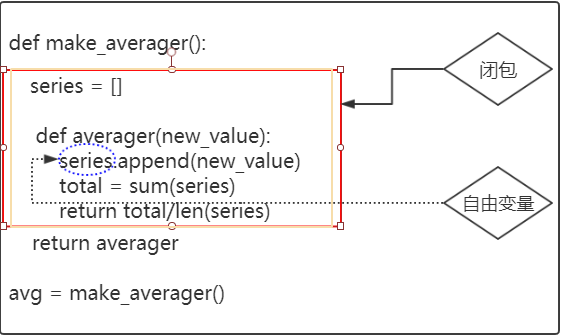 def make_averager():
闭包
series = []
def averager(new_value):
series.append(new_value)
total = sum(series)
自由变量
return total/len(series)
return averager
avg = make_averager()